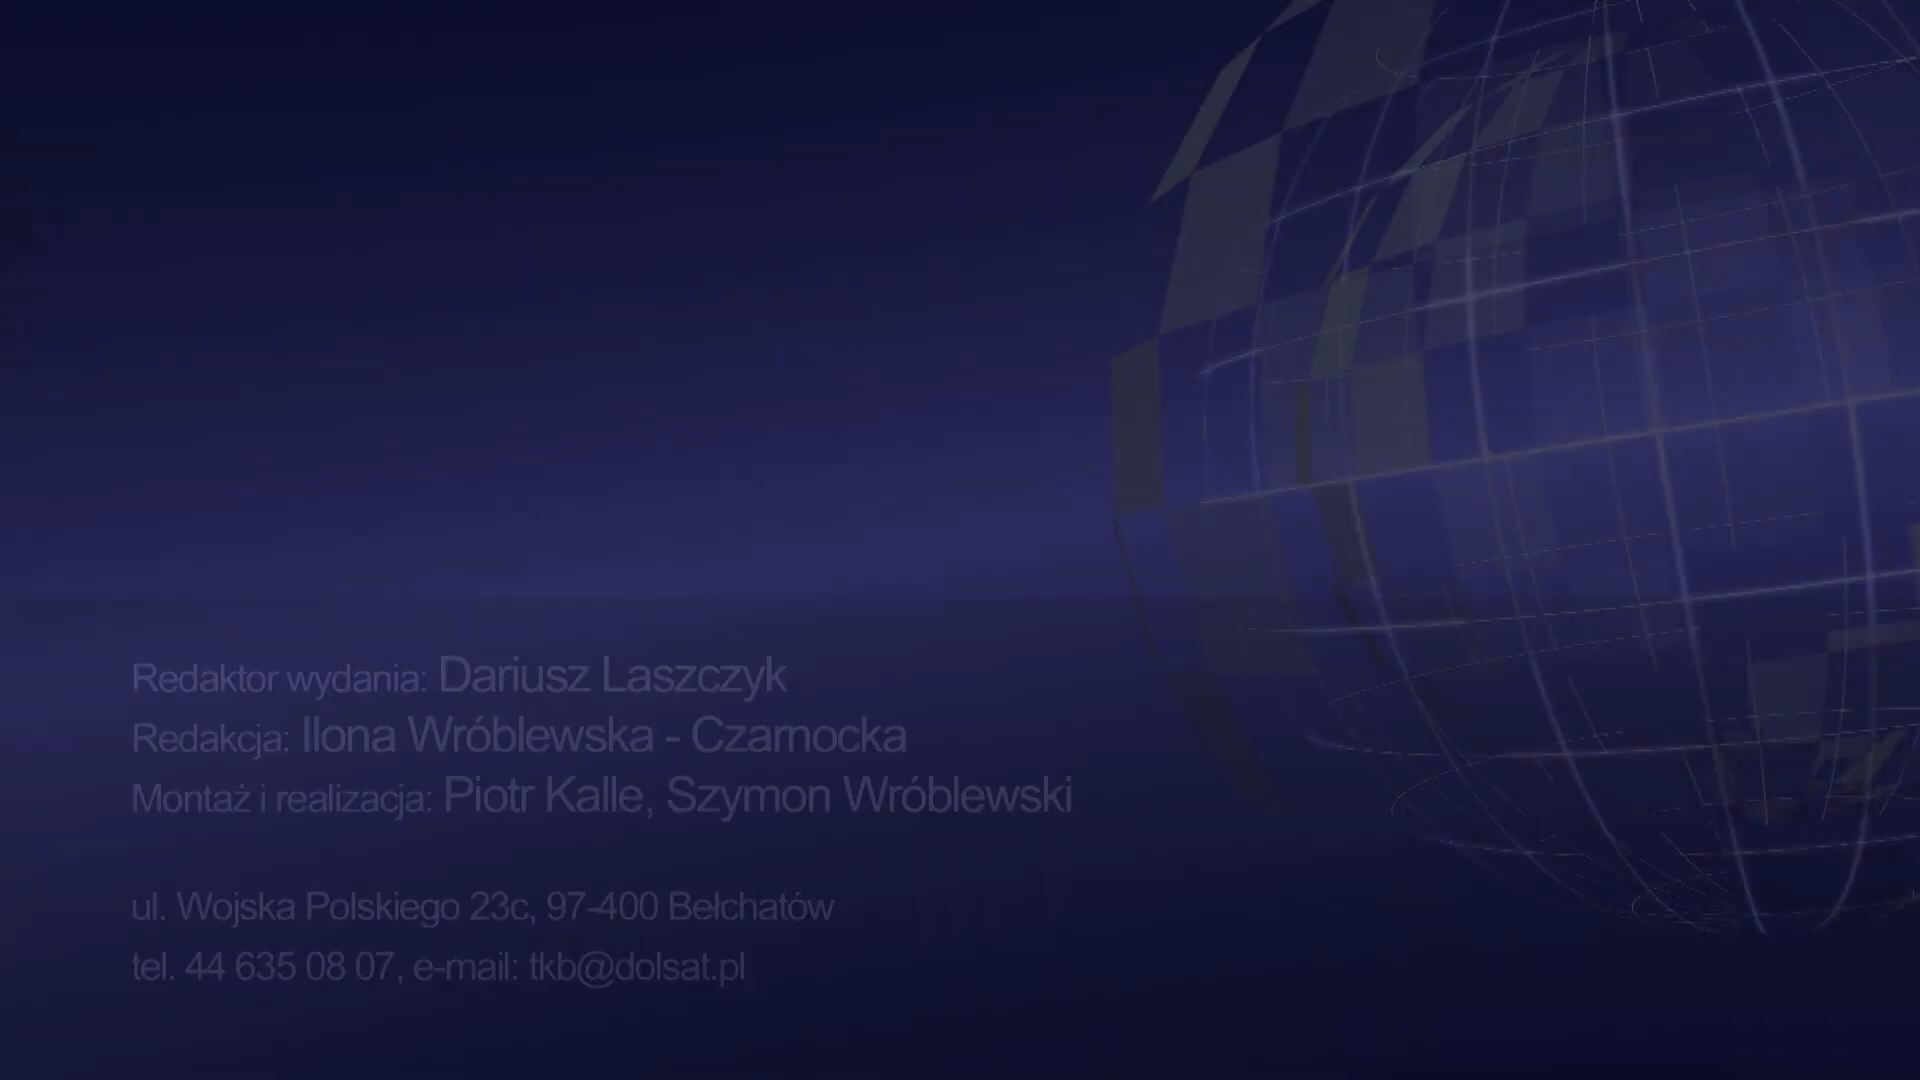 Redaktor wydania: Dariusz Laszczyk
Redakcja: Ilona Wróblewska - Czarnocka
Montaż i realizacja: Piotr Kalle, Szymon Wróblewski
ul. Wojska Polskiego 23c, 97-400 Bełchatów
tel. 44 635 08 07, e-mail: tkb@dolsat.pl